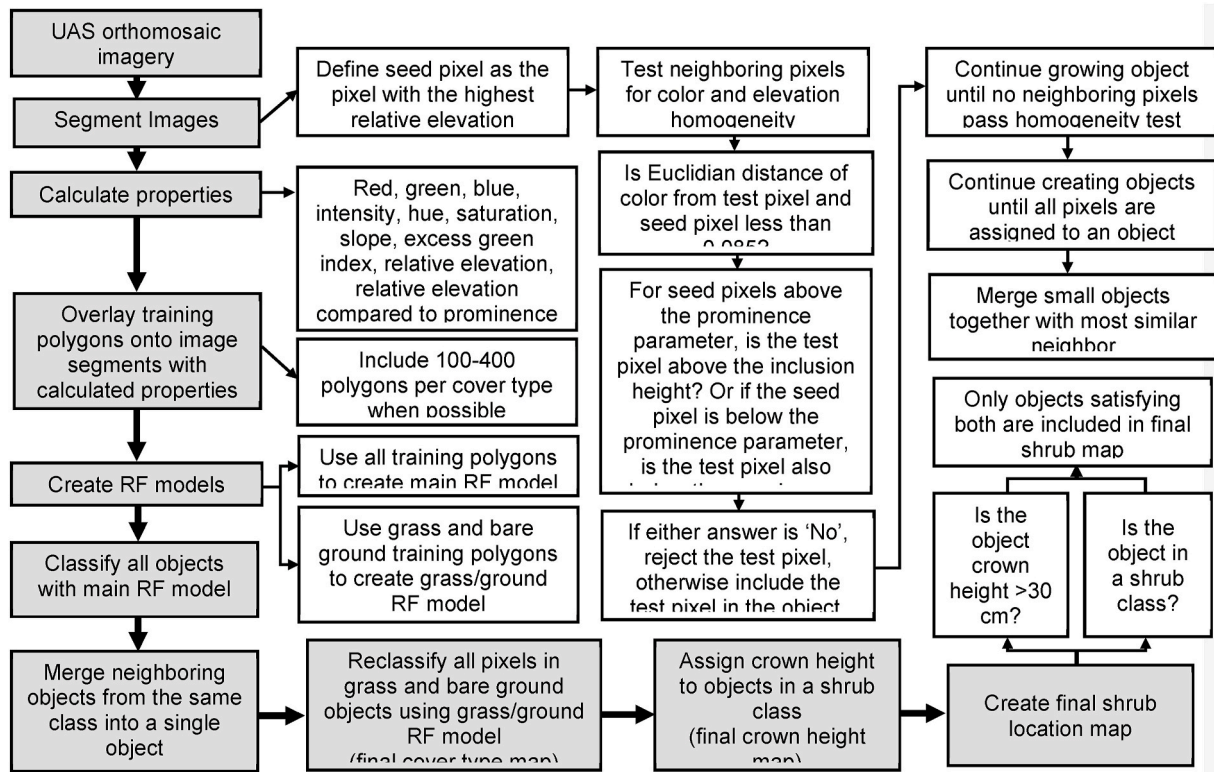 UAS orthomosaic
imagery
Segment Images
Calculate properties
Overlay training
polygons onto image
segments with
calculated properties
Create RF models
Classify all objects
with main RF model
Merge neighboring
objects from the same
class into a single
object
Define seed pixel as the
pixel with the highest
relative elevation
Red, green, blue,
intensity, hue, saturation,
slope, excess green
index, relative elevation,
relative elevation
compared to prominence
Include 100-400
polygons per cover type
when possible
Use all training polygons
to create main RF model
Use grass and bare
ground training polygons
to create grass/ground
RF model
Test neighboring pixels
for color and elevation
homogeneity
Is Euclidian distance of
color from test pixel and
seed pixel less than
0.085?
For seed pixels above
the prominence
parameter, is the test
pixel above the inclusion
height? Or if the seed
pixel is below the
prominence parameter,
is the test pixel also
If either answer is ‘No’,
reject the test pixel,
otherwise include the
test pixel in the object
Continue growing object
until no neighboring pixels
pass homogeneity test
Continue creating objects
until all pixels are
assigned to an object
Merge small objects
together with most similar
neighbor
Only objects satisfying
both are included in final
shrub map
Is the
object
crown
height >30
cm?
Is the
object in
a shrub
class?
Reclassify all pixels in
grass and bare ground
objects using grass/ground
RF model
(final cover type map)
Assign crown height
to objects in a shrub
class
(final crown height
map)
Create final shrub
location map